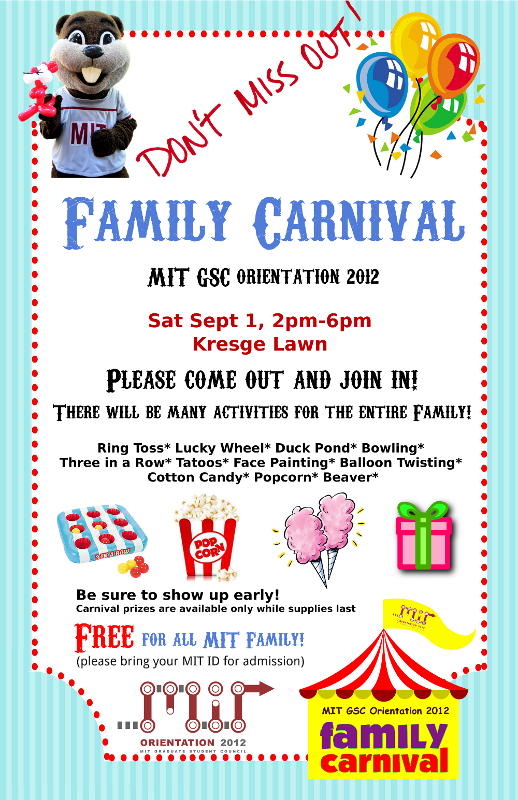 DON'T MISS OUT!
MIT
FAMILY CARNIVAL
MIT GSC ORIENTATION 2012
Sat Sept 1, 2pm-6pm
Kresge Lawn
PLEASE COME OUT AND JOIN IN!
THERE WILL BE MANY ACTIVITIES FOR THE ENTIRE FAMILY!
Ring Toss* Lucky Wheel* Duck Pond* Bowling*
Three in a Row* Tatoos* Face Painting* Balloon Twisting*
Cotton Candy* Popcorn* Beaver*
POP
CORN
Be sure to show up early!
Carnival prizes are available only while supplies last
FREE FOR ALL MIT FAMILY!
(please bring your MIT ID for admission)
MIT
ORIENTATION 2012
MIT GRADUATE STUDENT COUNCIL
MIT GSC Orientation 2012
family
carnival